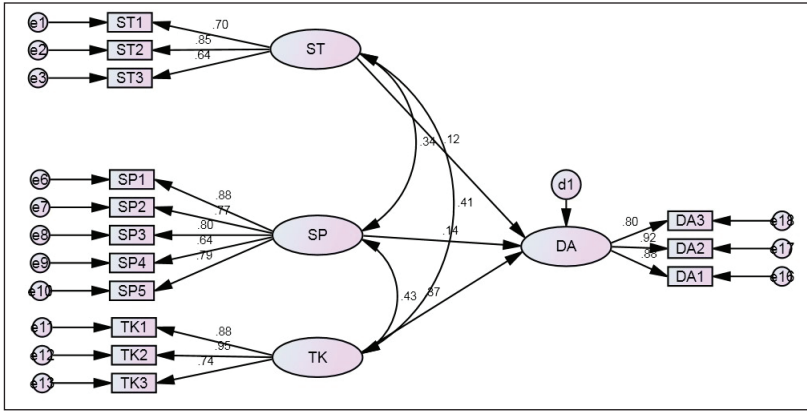 e1 ST1 .70
e2 ST2 .85 ST
e3 ST3 .64
.34 .12
d1
e6 SP1 .88
e7 SP2 .77 .41 .80 DA3 e18
e8 SP3 .80 SP .14 DA .92 DA2 e17
e9 SP4 .64 .88 DA1 e16
e10 SP5 .79
.43 .37
e11 TK1 .88
e12 TK2 .95 TK
e13 TK3 .74